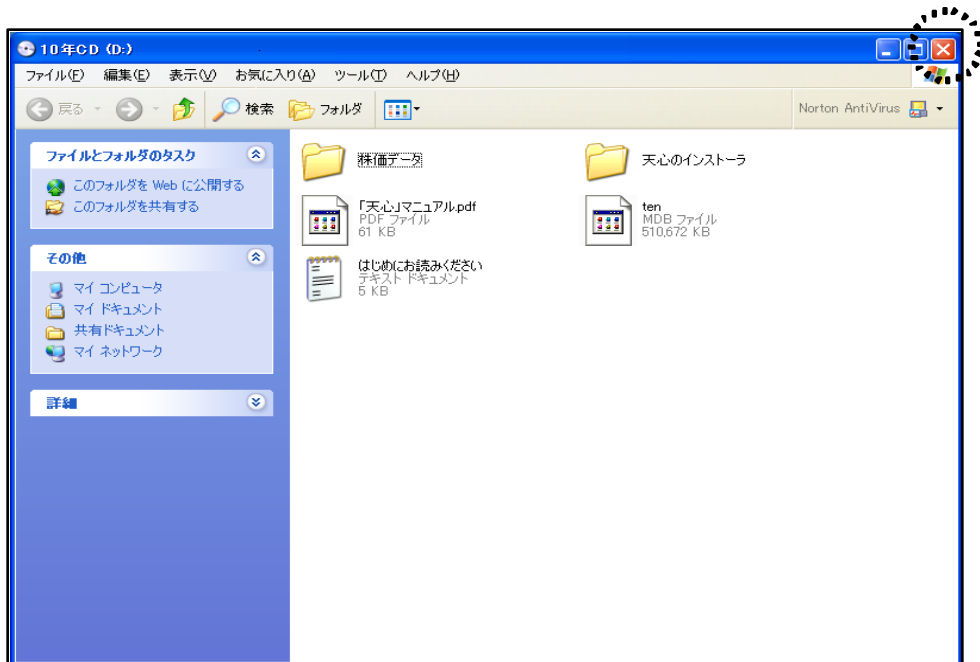 10年CD (D:)
ファイル(F) 編集(E) 表示(V) お気に入り(A) ツール(T) ヘルプ(H)
戻る 検索 フォルダ Norton AntiVirus
ファイルとフォルダのタスク
このフォルダを Web に公開する
このフォルダを共有する
その他
マイ コンピュータ
マイ ドキュメント
共有ドキュメント
マイ ネットワーク
詳細
株価データ
天心のインストーラ
「天心」マニュアル.pdf
PDF ファイル
61 KB
ten
MDB ファイル
510,672 KB
はじめにお読みください
テキスト ドキュメント
5 KB